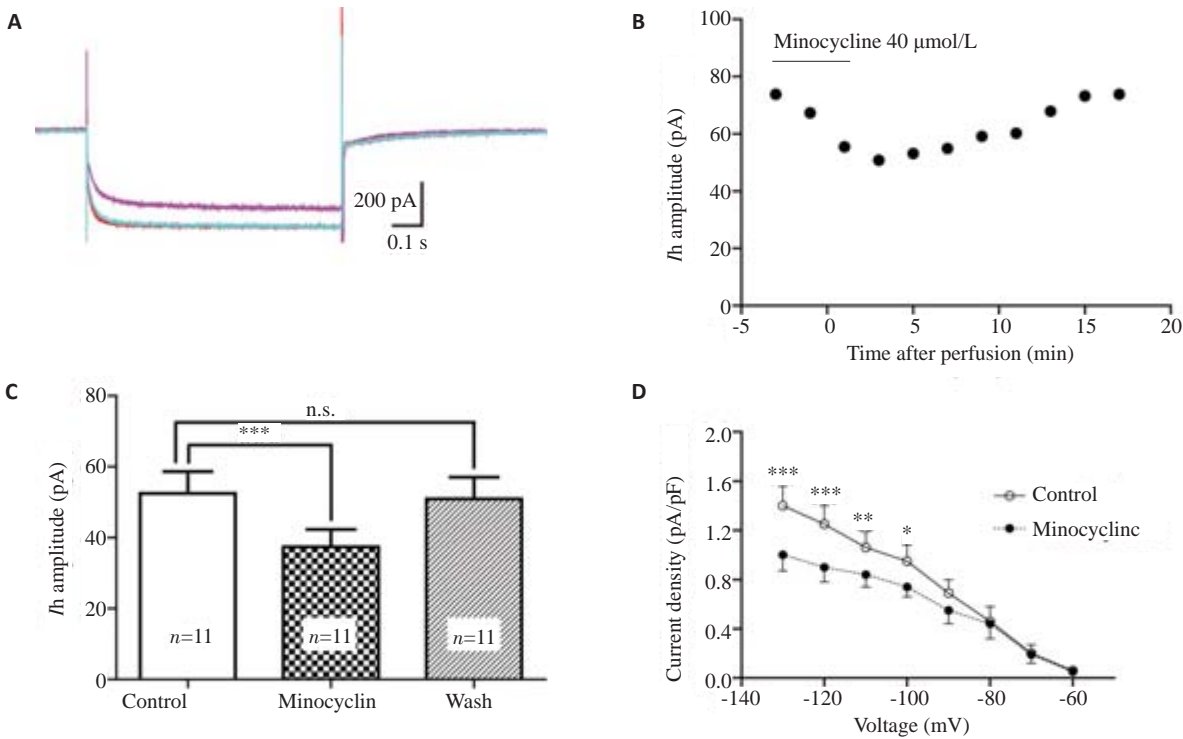 A
200 pA
0.1 s
B
100
80
60
40
20
0
Minocycline 40 μmol/L
Ih amplitude (pA)
-5
0
5
10
15
20
Time after perfusion (min)
C
80
60
40
20
0
Ih amplitude (pA)
n.s.
***
n=11
n=11
n=11
Control
Minocyclin
Wash
D
2.0
1.6
1.2
0.8
0.4
0.0
Current density (pA/pF)
***
***
**
*
Control
Minocyclinc
-140
-120
-100
-80
-60
Voltage (mV)